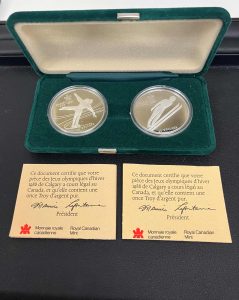 Ce document certifie que votre
pièce des jeux olympiques d'hiver
1988 de Calgary a cours légal au
Canada, et qu'elle contient une
once Troy d'argent pur.
Président
Monnaie royale
canadienne
Royal Canadian
Mint
Ce document certifie que votre
pièce des jeux olympiques d'hiver
1988 de Calgary a cours légal au
Canada, et qu'elle contient une
once Troy d'argent pur.
Président
Monnaie royale
canadienne
Royal Canadian
Mint